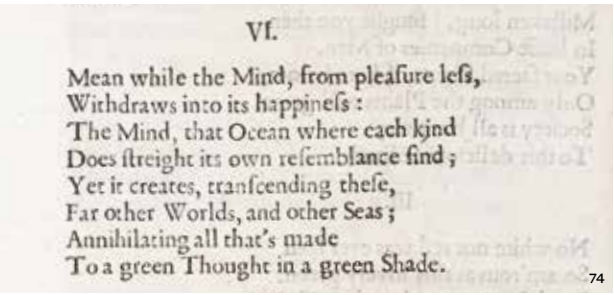 VI.
Mean while the Mind, from pleaſure leſs,
Withdraws into its happineſs :
The Mind, that Ocean where each kind
Does ſtreight its own reſemblance find ;
Yet it creates, tranſcending theſe,
Far other Worlds, and other Seas ;
Annihilating all that's made
To a green Thought in a green Shade.
74